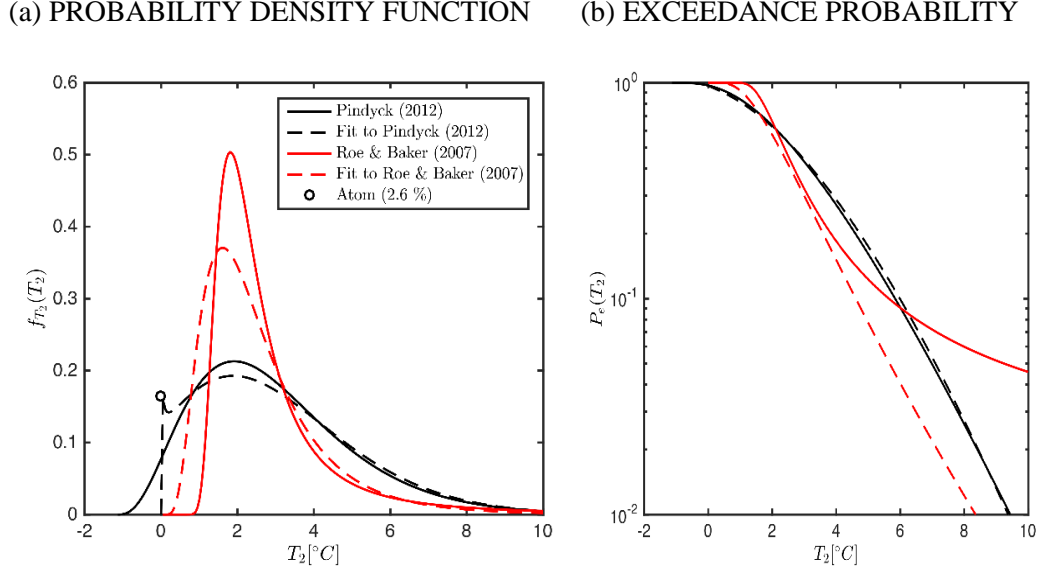 (a) PROBABILITY DENSITY FUNCTION
(b) EXCEEDANCE PROBABILITY
0.6
0.5
0.4
0.3
0.2
0.1
0
f_{T_2}(T_2)
Pindyck (2012)
Fit to Pindyck (2012)
Roe & Baker (2007)
Fit to Roe & Baker (2007)
Atom (2.6 %)
-2 0 2 4 6 8 10
T_2[°C]
10^0
10^{-1}
10^{-2}
P_e(T_2)
-2 0 2 4 6 8 10
T_2[°C]